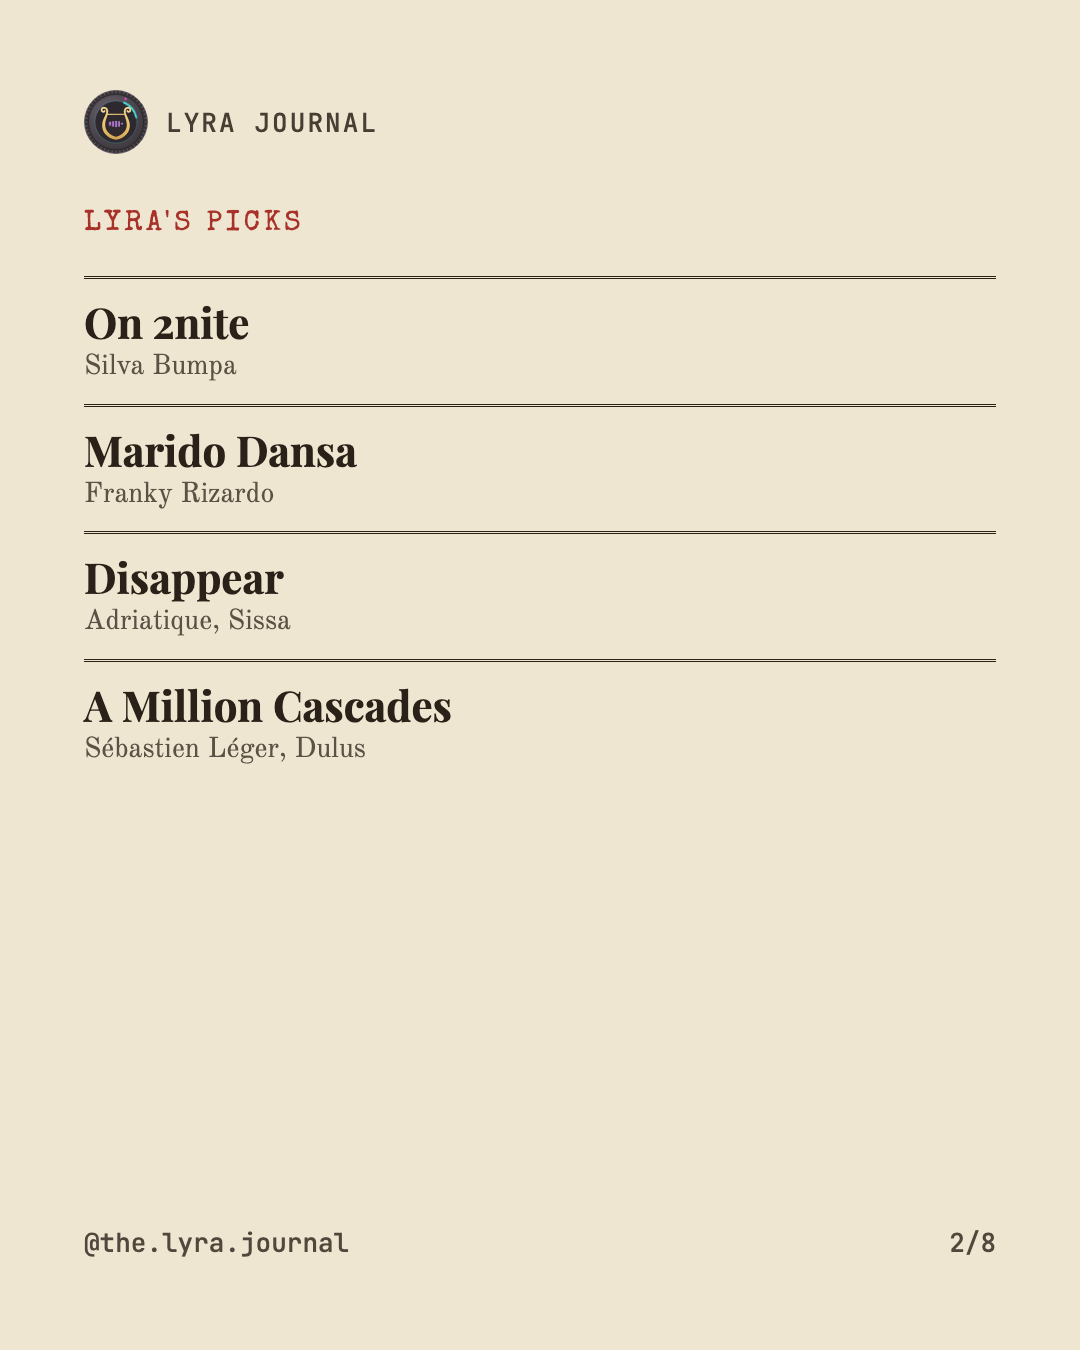 LYRA JOURNAL
LYRA'S PICKS
On 2nite
Silva Bumpa
Marido Dansa
Franky Rizardo
Disappear
Adriatique, Sissa
A Million Cascades
Sébastien Léger, Dulus
@the.lyra.journal
2/8